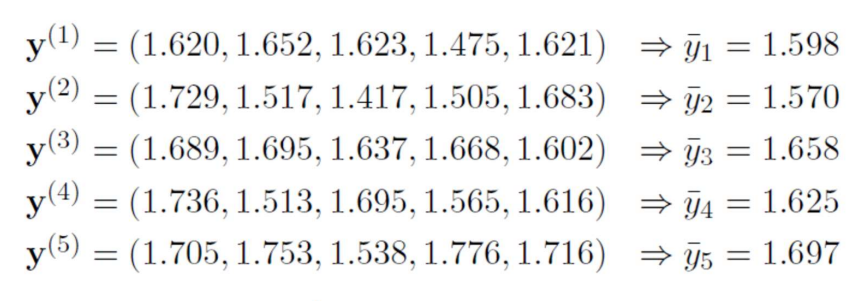 y⁽¹⁾ = (1.620, 1.652, 1.623, 1.475, 1.621) ⇒ ȳ₁ = 1.598
y⁽²⁾ = (1.729, 1.517, 1.417, 1.505, 1.683) ⇒ ȳ₂ = 1.570
y⁽³⁾ = (1.689, 1.695, 1.637, 1.668, 1.602) ⇒ ȳ₃ = 1.658
y⁽⁴⁾ = (1.736, 1.513, 1.695, 1.565, 1.616) ⇒ ȳ₄ = 1.625
y⁽⁵⁾ = (1.705, 1.753, 1.538, 1.776, 1.716) ⇒ ȳ₅ = 1.697